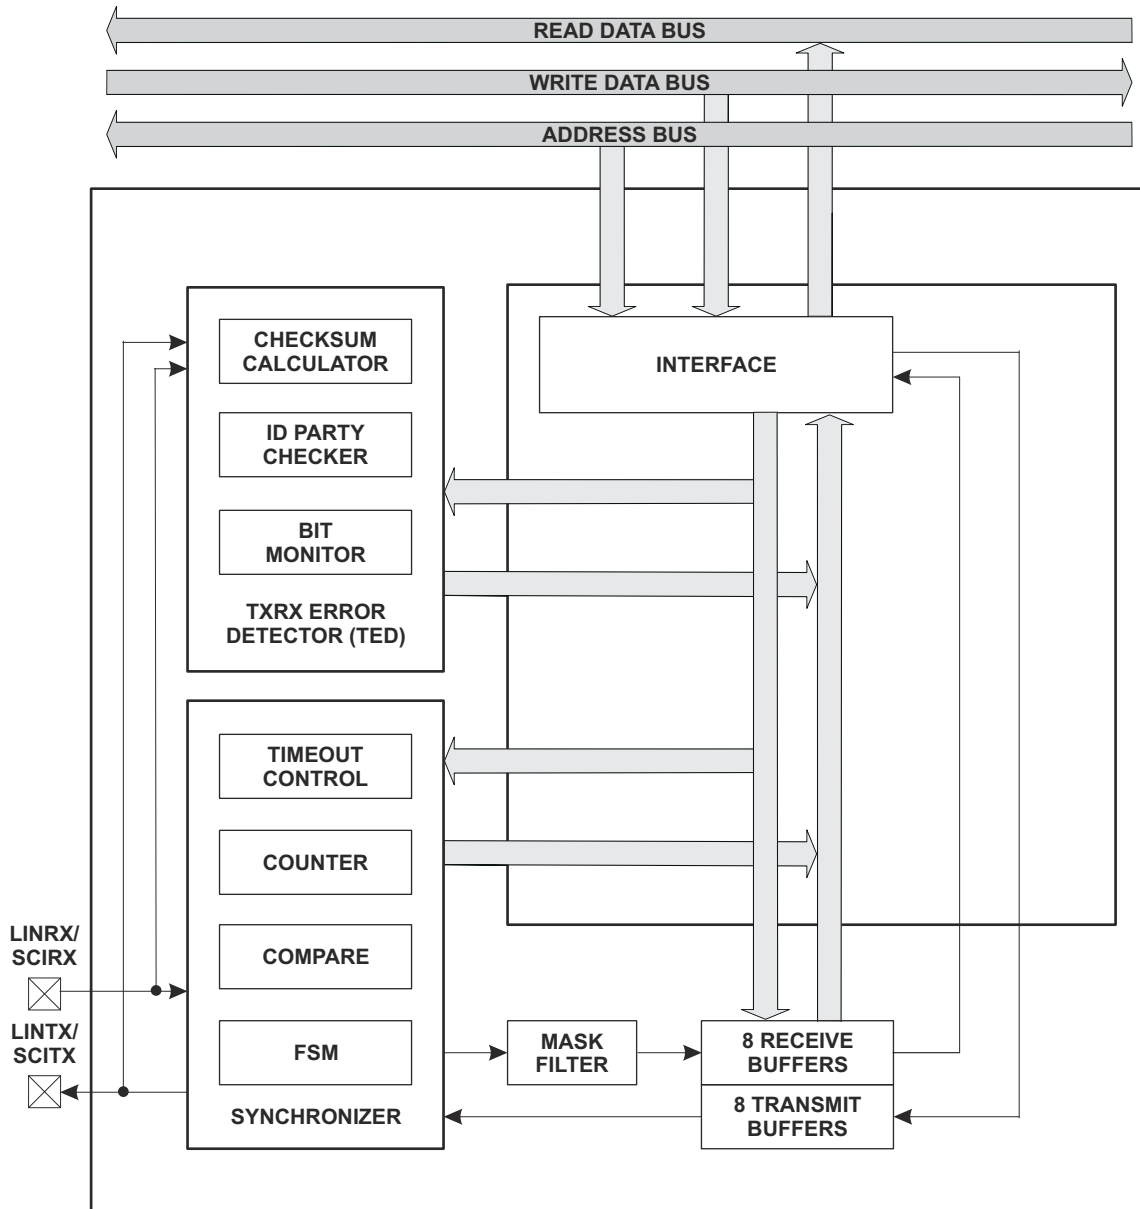 READ DATA BUS
WRITE DATA BUS
ADDRESS BUS
CHECKSUM
CALCULATOR
INTERFACE
ID PARTY
CHECKER
BIT
MONITOR
TXRX ERROR
DETECTOR (TED)
TIMEOUT
CONTROL
COUNTER
COMPARE
LINRX/
SCIRX
LINTX/
SCITX
FSM
SYNCHRONIZER
MASK
FILTER
8 RECEIVE
BUFFERS
8 TRANSMIT
BUFFERS